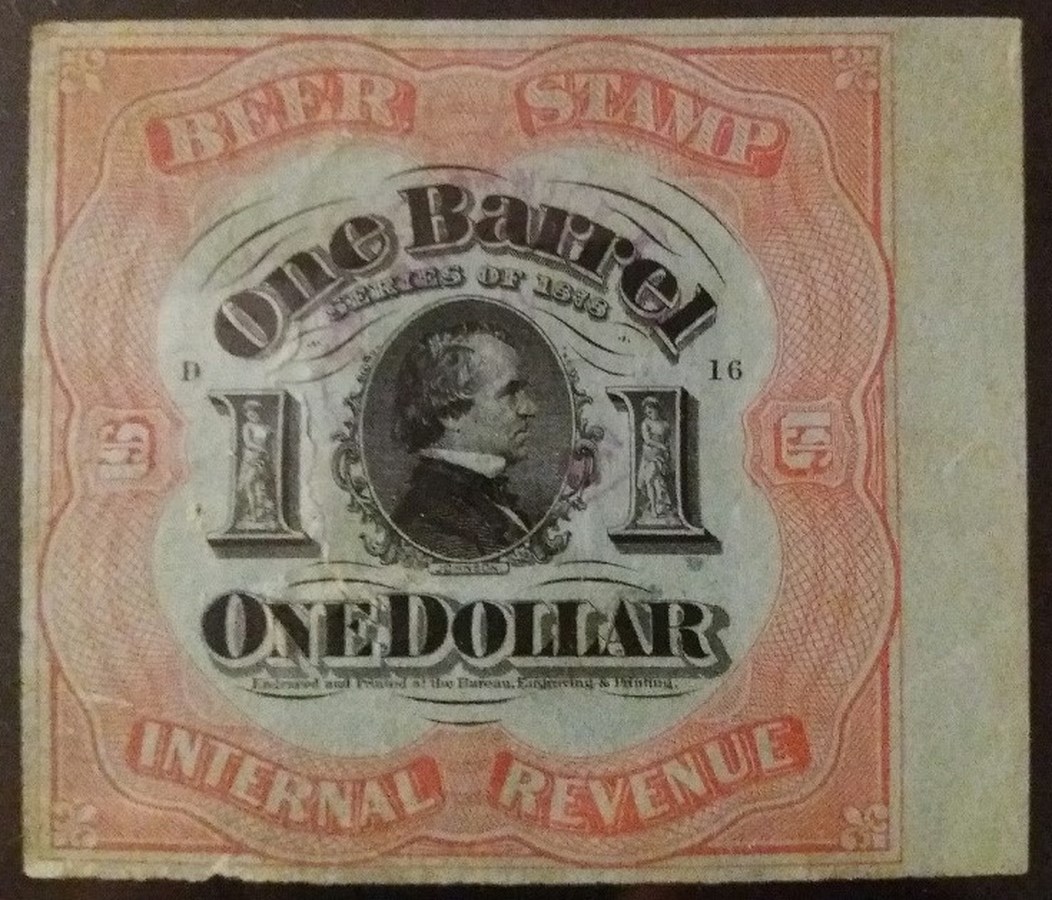 BEER STAMP
One Barrel
SERIES OF 1878
D 16
1 1
JOHNSON
ONE DOLLAR
Engraved and Printed at the Bureau, Engraving & Printing.
INTERNAL REVENUE